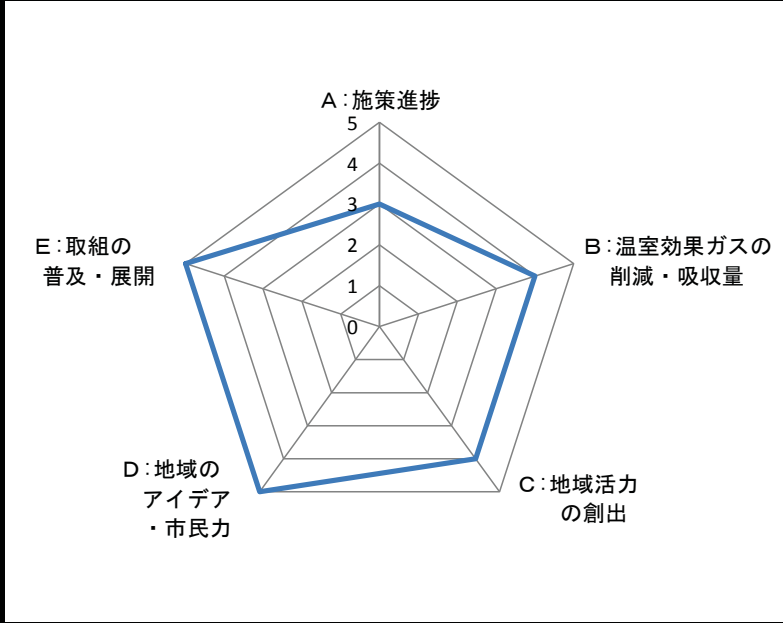 A:施策進捗
5
4
3
2
1
0
B:温室効果ガスの
削減・吸収量
C:地域活力
の創出
D:地域の
アイデア
・市民力
E:取組の
普及・展開